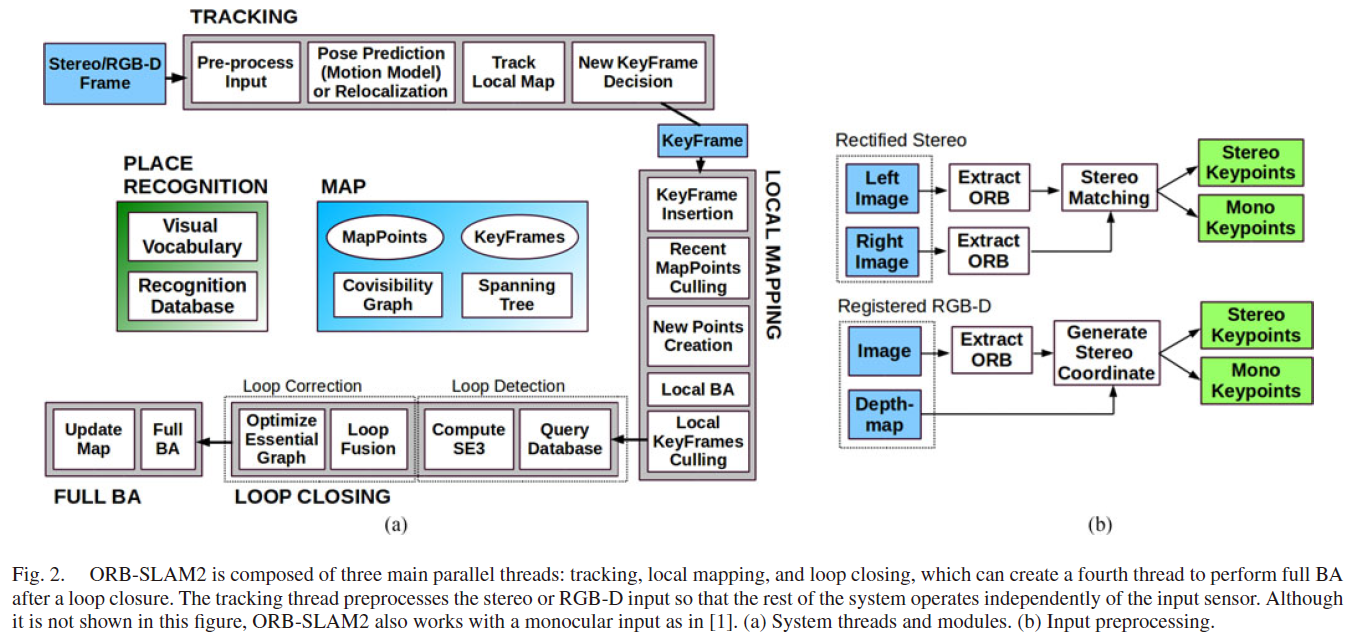 TRACKING
Stereo/RGB-D
Frame
Pre-process
Input
Pose Prediction
(Motion Model)
or Relocalization
Track
Local Map
New KeyFrame
Decision
KeyFrame
PLACE
RECOGNITION
Visual
Vocabulary
Recognition
Database
MAP
MapPoints
KeyFrames
Covisibility
Graph
Spanning
Tree
LOCAL MAPPING
KeyFrame
Insertion
Recent
MapPoints
Culling
New Points
Creation
Local BA
Local
KeyFrames
Culling
Loop Correction
Loop Detection
Update
Map
Full
BA
Optimize
Essential
Graph
Loop
Fusion
Compute
SE3
Query
Database
FULL BA
LOOP CLOSING
(a)
Rectified Stereo
Left
Image
Extract
ORB
Stereo
Matching
Stereo
Keypoints
Mono
Keypoints
Right
Image
Extract
ORB
Registered RGB-D
Image
Extract
ORB
Generate
Stereo
Coordinate
Stereo
Keypoints
Mono
Keypoints
Depth-
map
(b)
Fig. 2. ORB-SLAM2 is composed of three main parallel threads: tracking, local mapping, and loop closing, which can create a fourth thread to perform full BA
after a loop closure. The tracking thread preprocesses the stereo or RGB-D input so that the rest of the system operates independently of the input sensor. Although
it is not shown in this figure, ORB-SLAM2 also works with a monocular input as in [1]. (a) System threads and modules. (b) Input preprocessing.